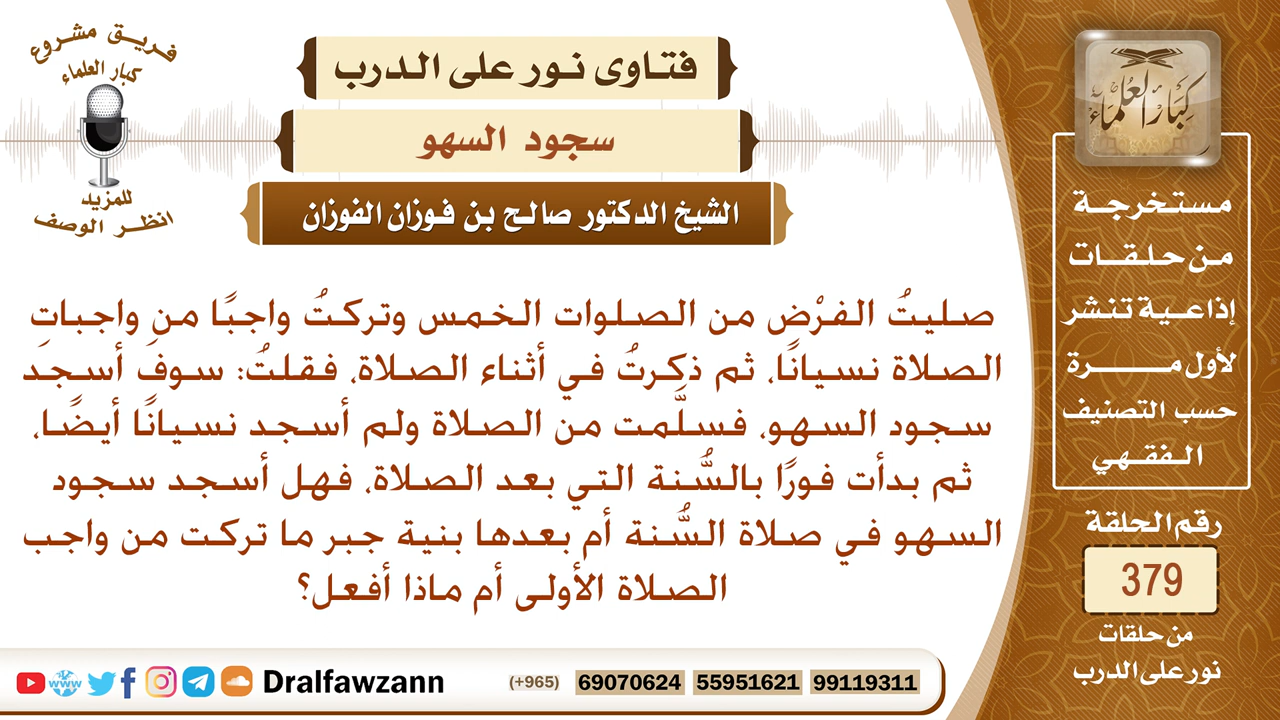 فريق مشروع
كبار العلماء
للمزيد
انظر الوصف
فتاوى نور على الدرب
سجود السهو
الشيخ الدكتور صالح بن فوزان الفوزان
صليتُ الفرْض من الصلوات الخمس وتركتُ واجبًا من واجباتِ
الصلاة نسيانًا، ثم ذكرتُ في أثناء الصلاة، فقلتُ: سوف أسجد
سجود السهو، فسلَّمت من الصلاة ولم أسجد نسيانًا أيضًا،
ثم بدأت فورًا بالسُّنة التي بعد الصلاة، فهل أسجد سجود
السهو في صلاة السُّنة أم بعدها بنية جبر ما تركت من واجب
الصلاة الأولى أم ماذا أفعل؟
كبار العلماء
مستخرجة
من حلقات
إذاعية تنشر
لأول مرة
حسب التصنيف
الفقهي
رقم الحلقة
379
من حلقات
نور على الدرب
www
Dralfawzann
(+965) 69070624 55951621 99119311